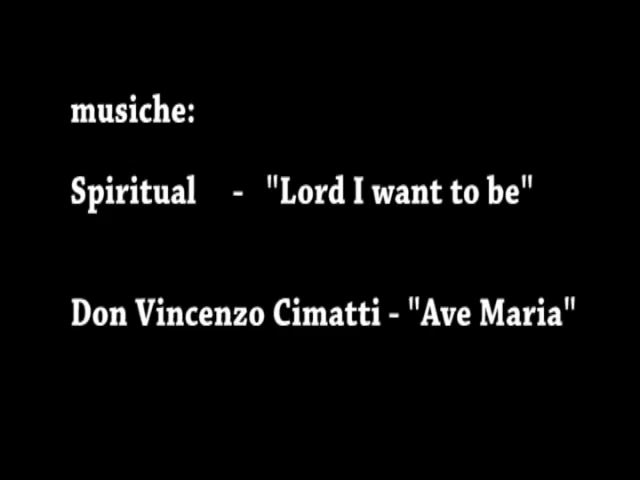 musiche:
Spiritual - "Lord I want to be"
Don Vincenzo Cimatti - "Ave Maria"